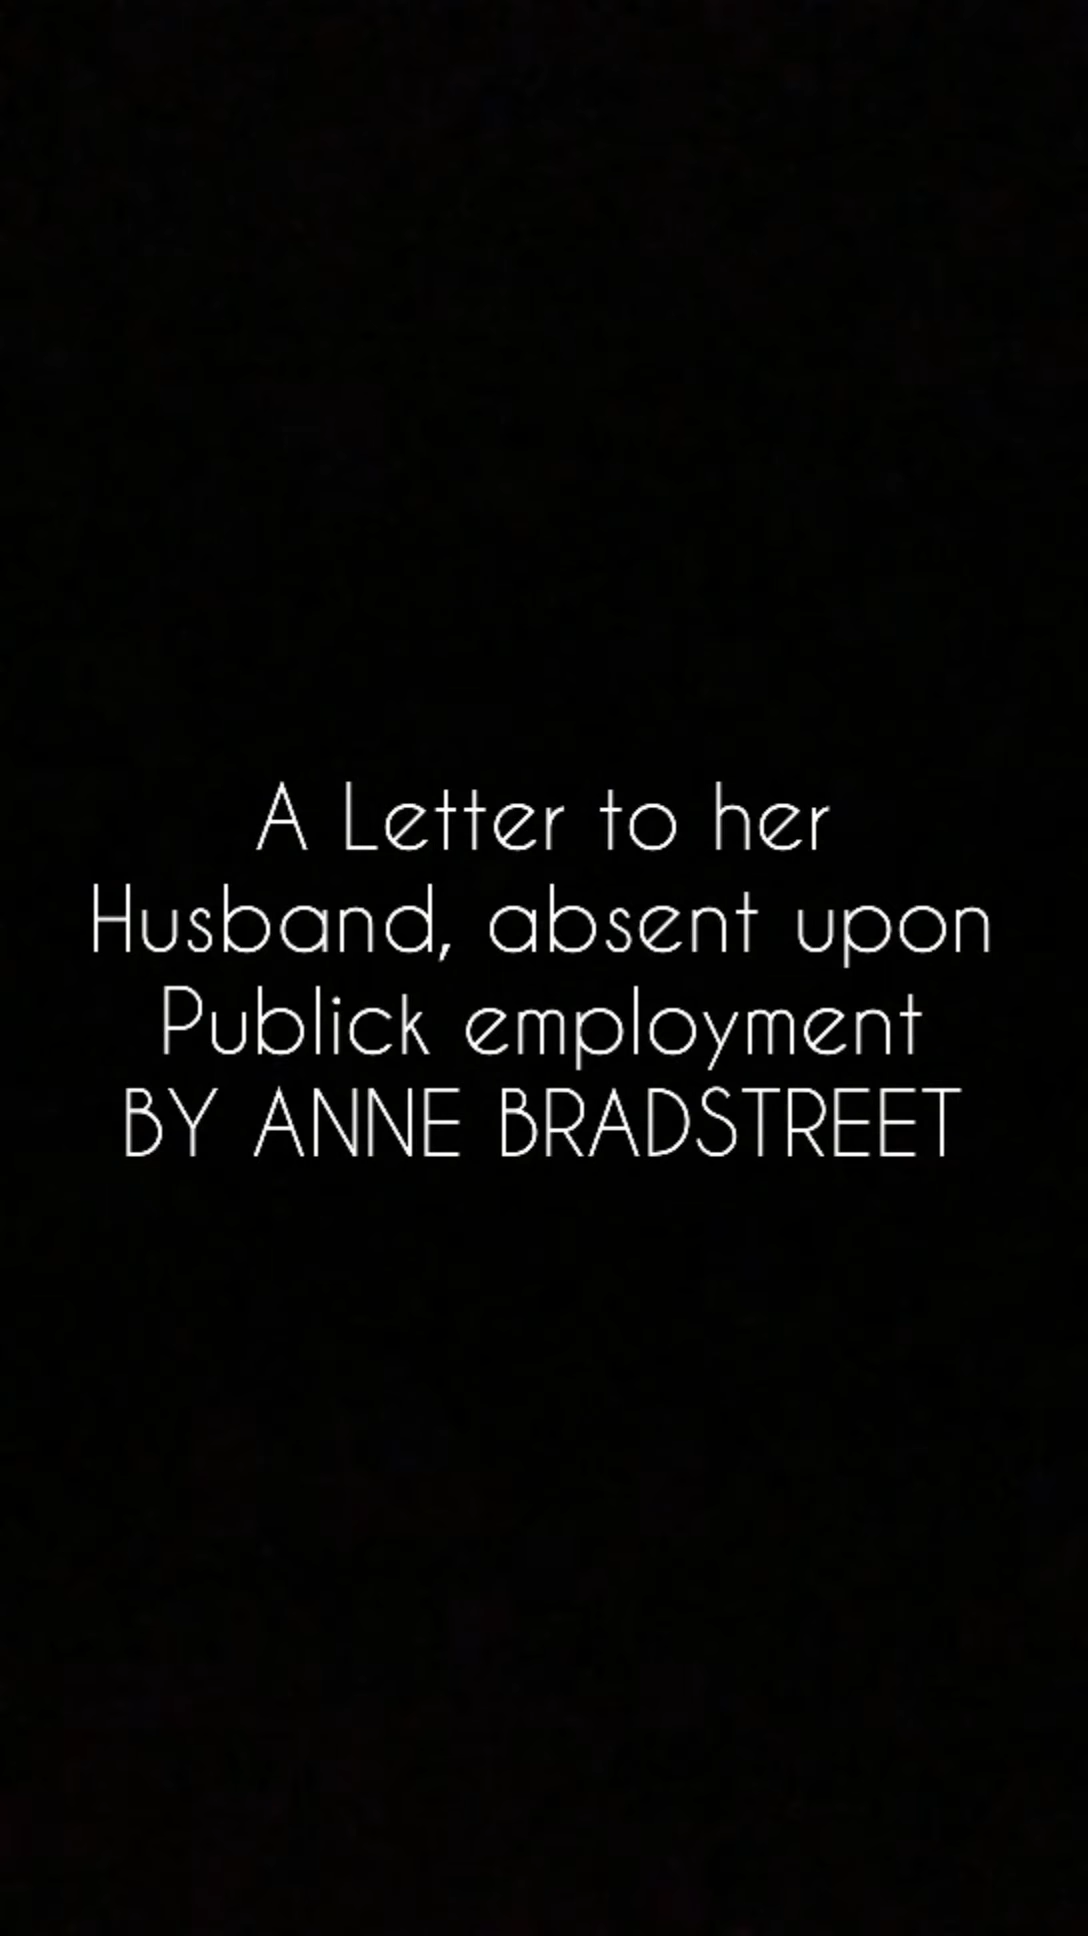 A Letter to her
Husband, absent upon
Publick employment
BY ANNE BRADSTREET